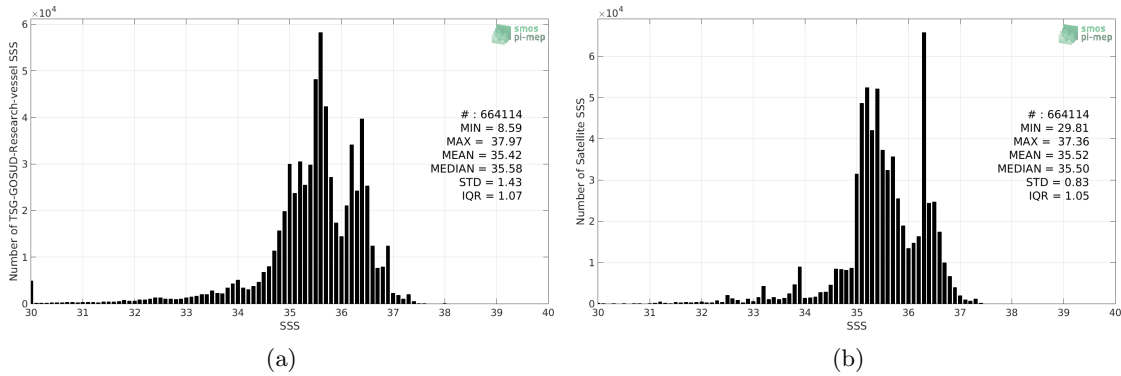 ×10⁴
6
5
4
3
2
1
0
Number of TSG-GOSUD-Research-vessel SSS
30 31 32 33 34 35 36 37 38 39 40
SSS
smos
pi-mep
# : 664114
MIN = 8.59
MAX = 37.97
MEAN = 35.42
MEDIAN = 35.58
STD = 1.43
IQR = 1.07
(a)
×10⁴
6
5
4
3
2
1
0
Number of Satellite SSS
30 31 32 33 34 35 36 37 38 39 40
SSS
smos
pi-mep
# : 664114
MIN = 29.81
MAX = 37.36
MEAN = 35.52
MEDIAN = 35.50
STD = 0.83
IQR = 1.05
(b)